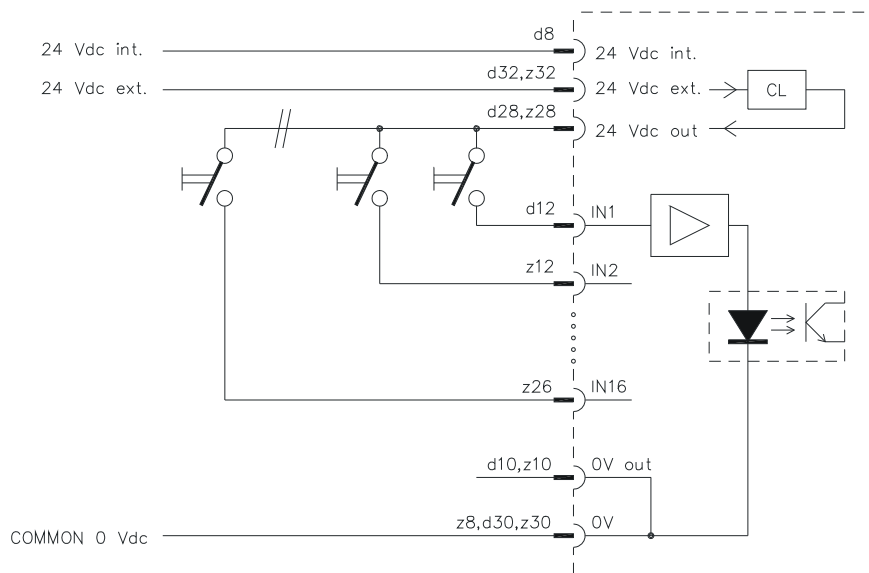 d8
24 Vdc int. 24 Vdc int.
d32,z32
24 Vdc ext. 24 Vdc ext. CL
d28,z28
24 Vdc out
d12 IN1
z12 IN2
z26 IN16
d10,z10 0V out
z8,d30,z30 0V
COMMON 0 Vdc